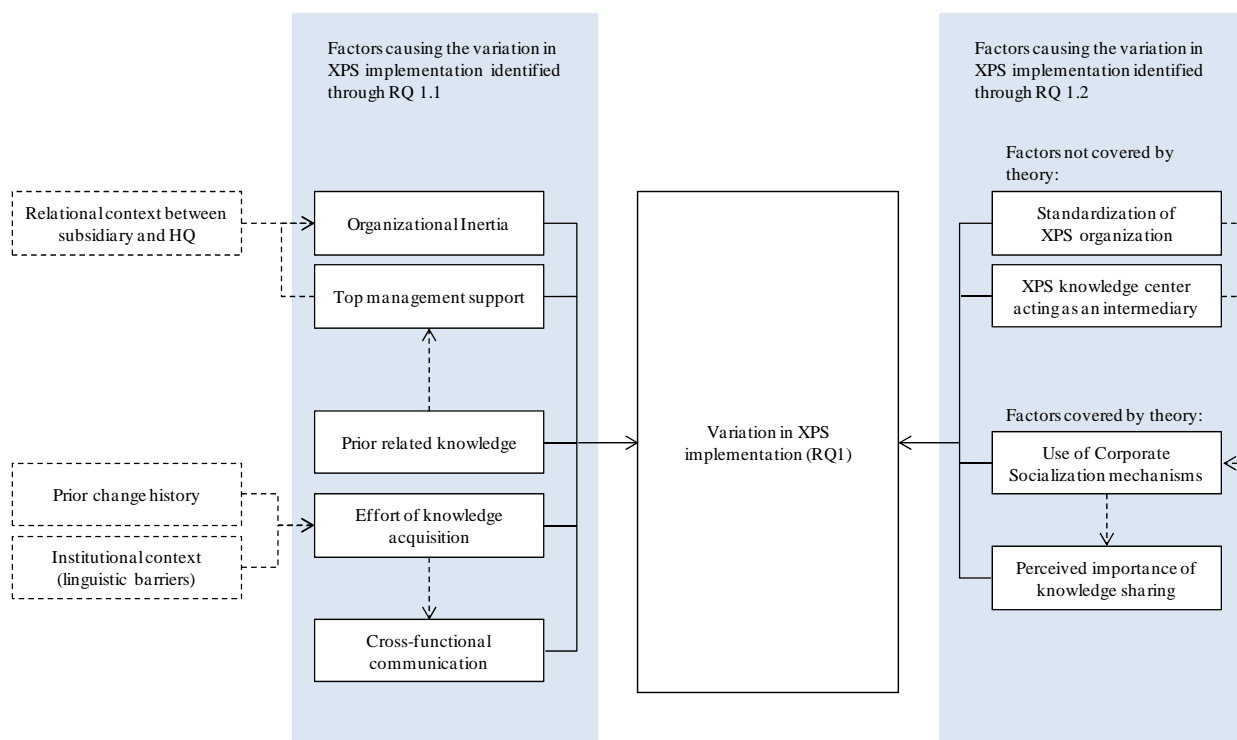 Factors causing the variation in
XPS implementation identified
through RQ 1.1
Factors causing the variation in
XPS implementation identified
through RQ 1.2
Factors not covered by
theory:
Relational context between
subsidiary and HQ
Organizational Inertia
Standardization of
XPS organization
Top management support
XPS knowledge center
acting as an intermediary
Prior related knowledge
Variation in XPS
implementation (RQ1)
Factors covered by theory:
Use of Corporate
Socialization mechanisms
Prior change history
Effort of knowledge
acquisition
Institutional context
(linguistic barriers)
Perceived importance of
knowledge sharing
Cross-functional
communication